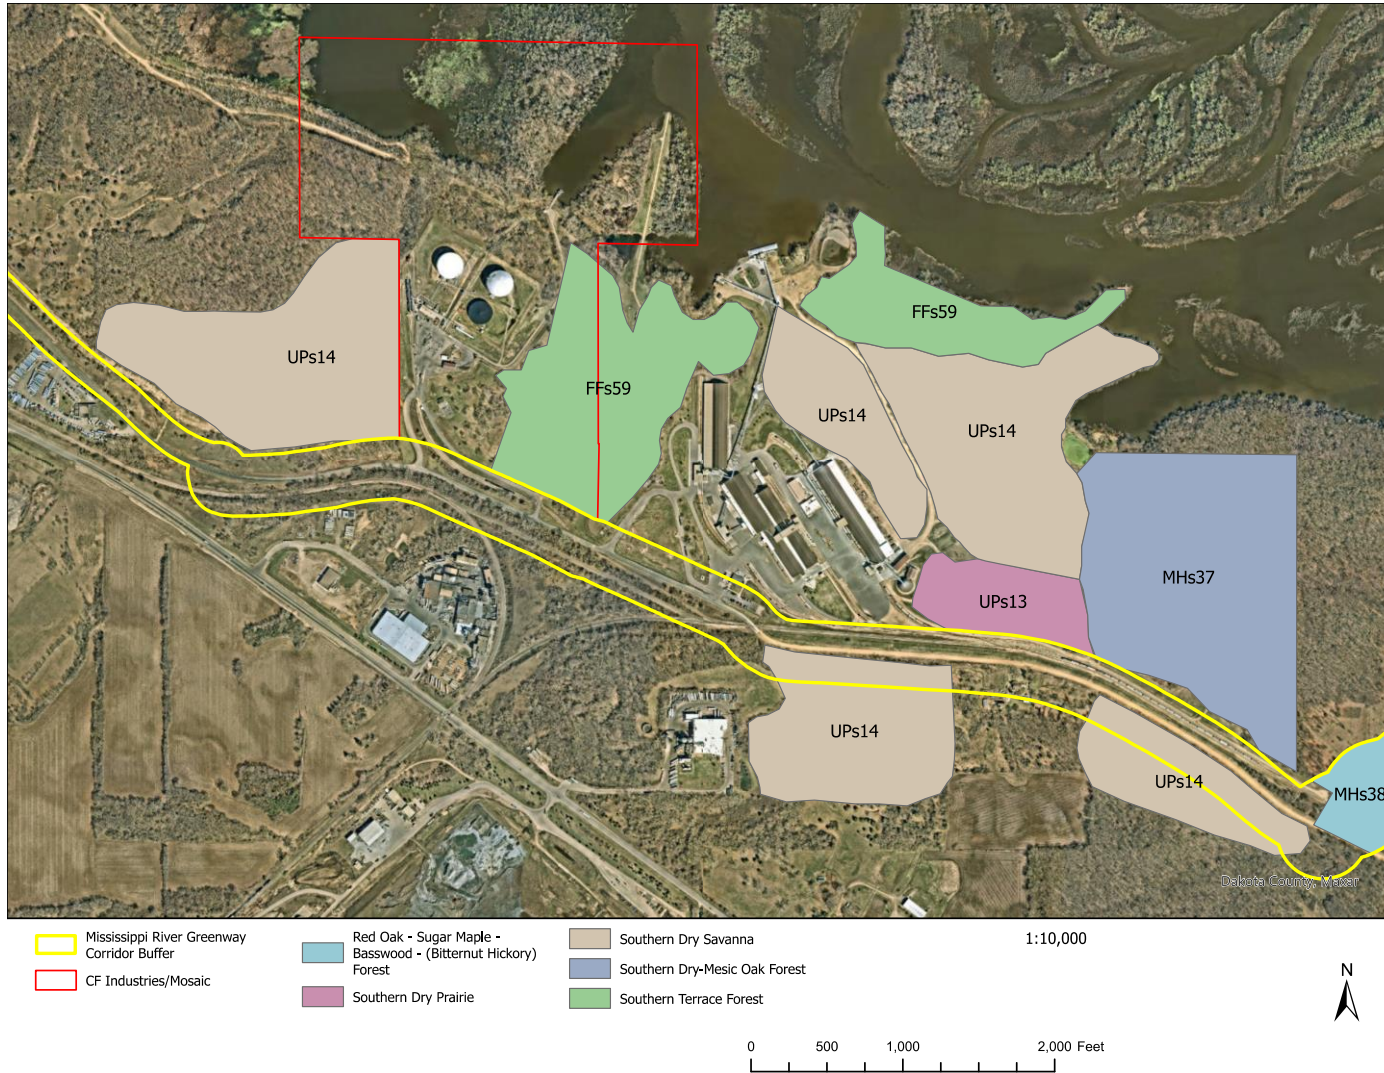 FFs59
UPs14
FFs59
UPs14
UPs14
MHs37
UPs13
UPs14
UPs14
MHs38
Dakota County, Maxar
Mississippi River Greenway
Corridor Buffer
CF Industries/Mosaic
Red Oak - Sugar Maple -
Basswood - (Bitternut Hickory)
Forest
Southern Dry Prairie
Southern Dry Savanna
Southern Dry-Mesic Oak Forest
Southern Terrace Forest
1:10,000
N
0 500 1,000 2,000 Feet